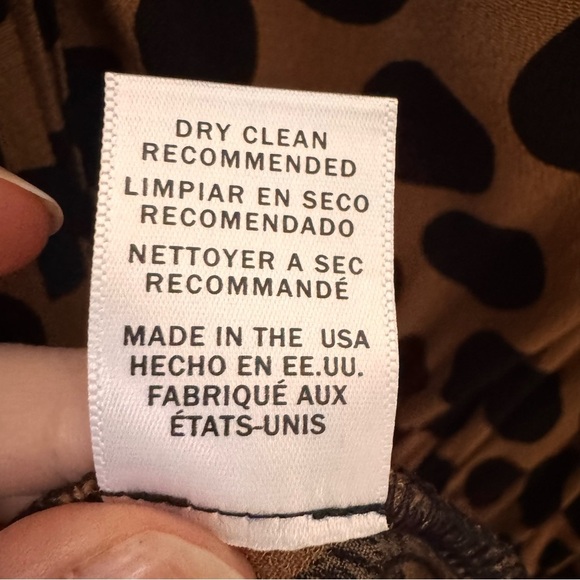 DRY CLEAN
RECOMMENDED
LIMPIAR EN SECO
RECOMENDADO
NETTOYER A SEC
RECOMMANDÉ
MADE IN THE USA
HECHO EN EE.UU.
FABRIQUÉ AUX
ÉTATS-UNIS